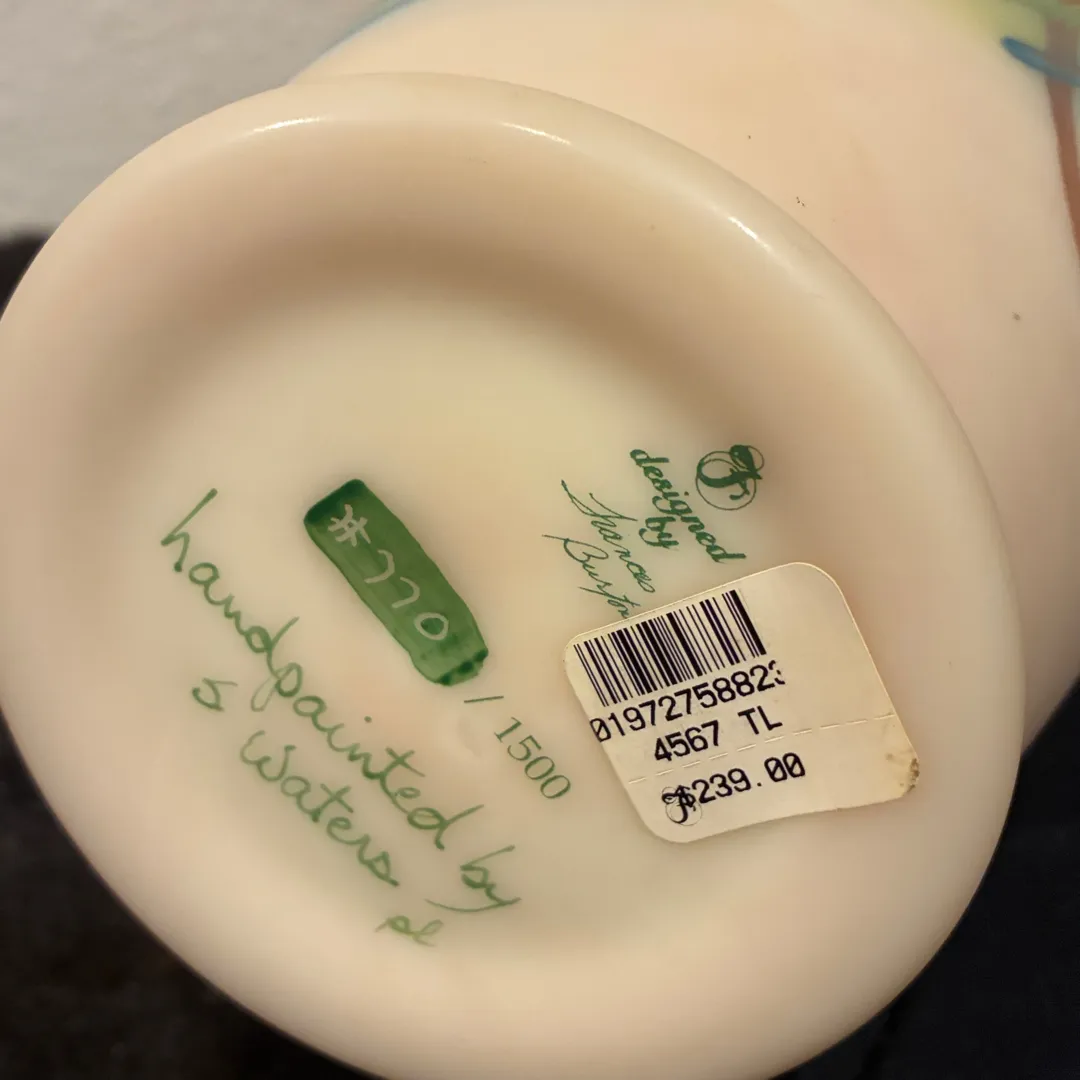 designed
by
Frances
Burton
#770
/1500
handpainted by
S Waters
0197275882
4567 TL
$239.00